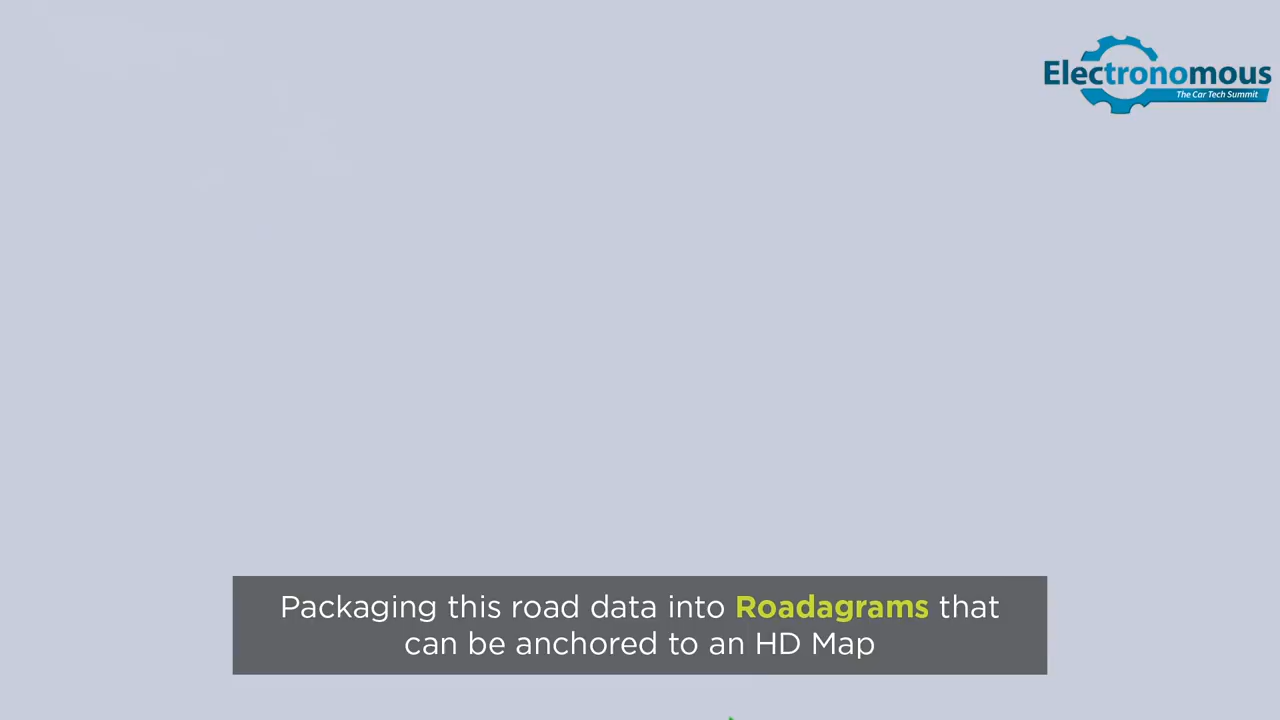 Electronomous
The Car Tech Summit
Packaging this road data into Roadagrams that
can be anchored to an HD Map